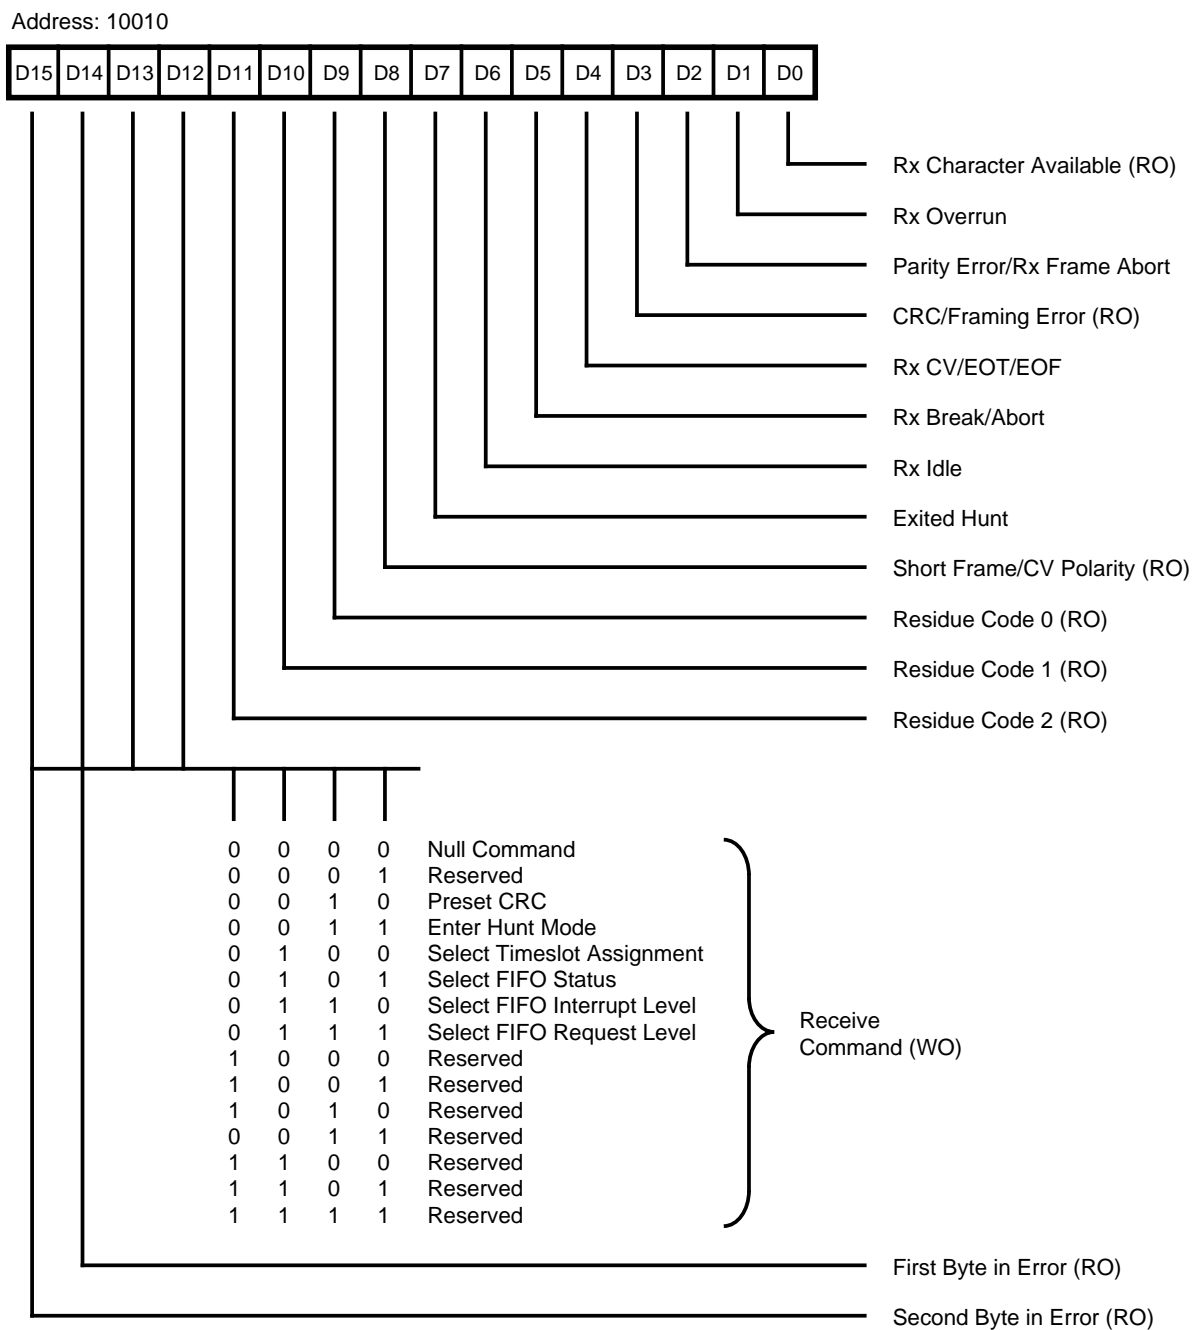 Address: 10010
D15 D14 D13 D12 D11 D10 D9 D8 D7 D6 D5 D4 D3 D2 D1 D0
Rx Character Available (RO)
Rx Overrun
Parity Error/Rx Frame Abort
CRC/Framing Error (RO)
Rx CV/EOT/EOF
Rx Break/Abort
Rx Idle
Exited Hunt
Short Frame/CV Polarity (RO)
Residue Code 0 (RO)
Residue Code 1 (RO)
Residue Code 2 (RO)
0 0 0 0 Null Command
0 0 0 1 Reserved
0 0 1 0 Preset CRC
0 0 1 1 Enter Hunt Mode
0 1 0 0 Select Timeslot Assignment
0 1 0 1 Select FIFO Status
0 1 1 0 Select FIFO Interrupt Level
0 1 1 1 Select FIFO Request Level
1 0 0 0 Reserved
1 0 0 1 Reserved
1 0 1 0 Reserved
0 0 1 1 Reserved
1 1 0 0 Reserved
1 1 0 1 Reserved
1 1 1 1 Reserved
Receive
Command (WO)
First Byte in Error (RO)
Second Byte in Error (RO)